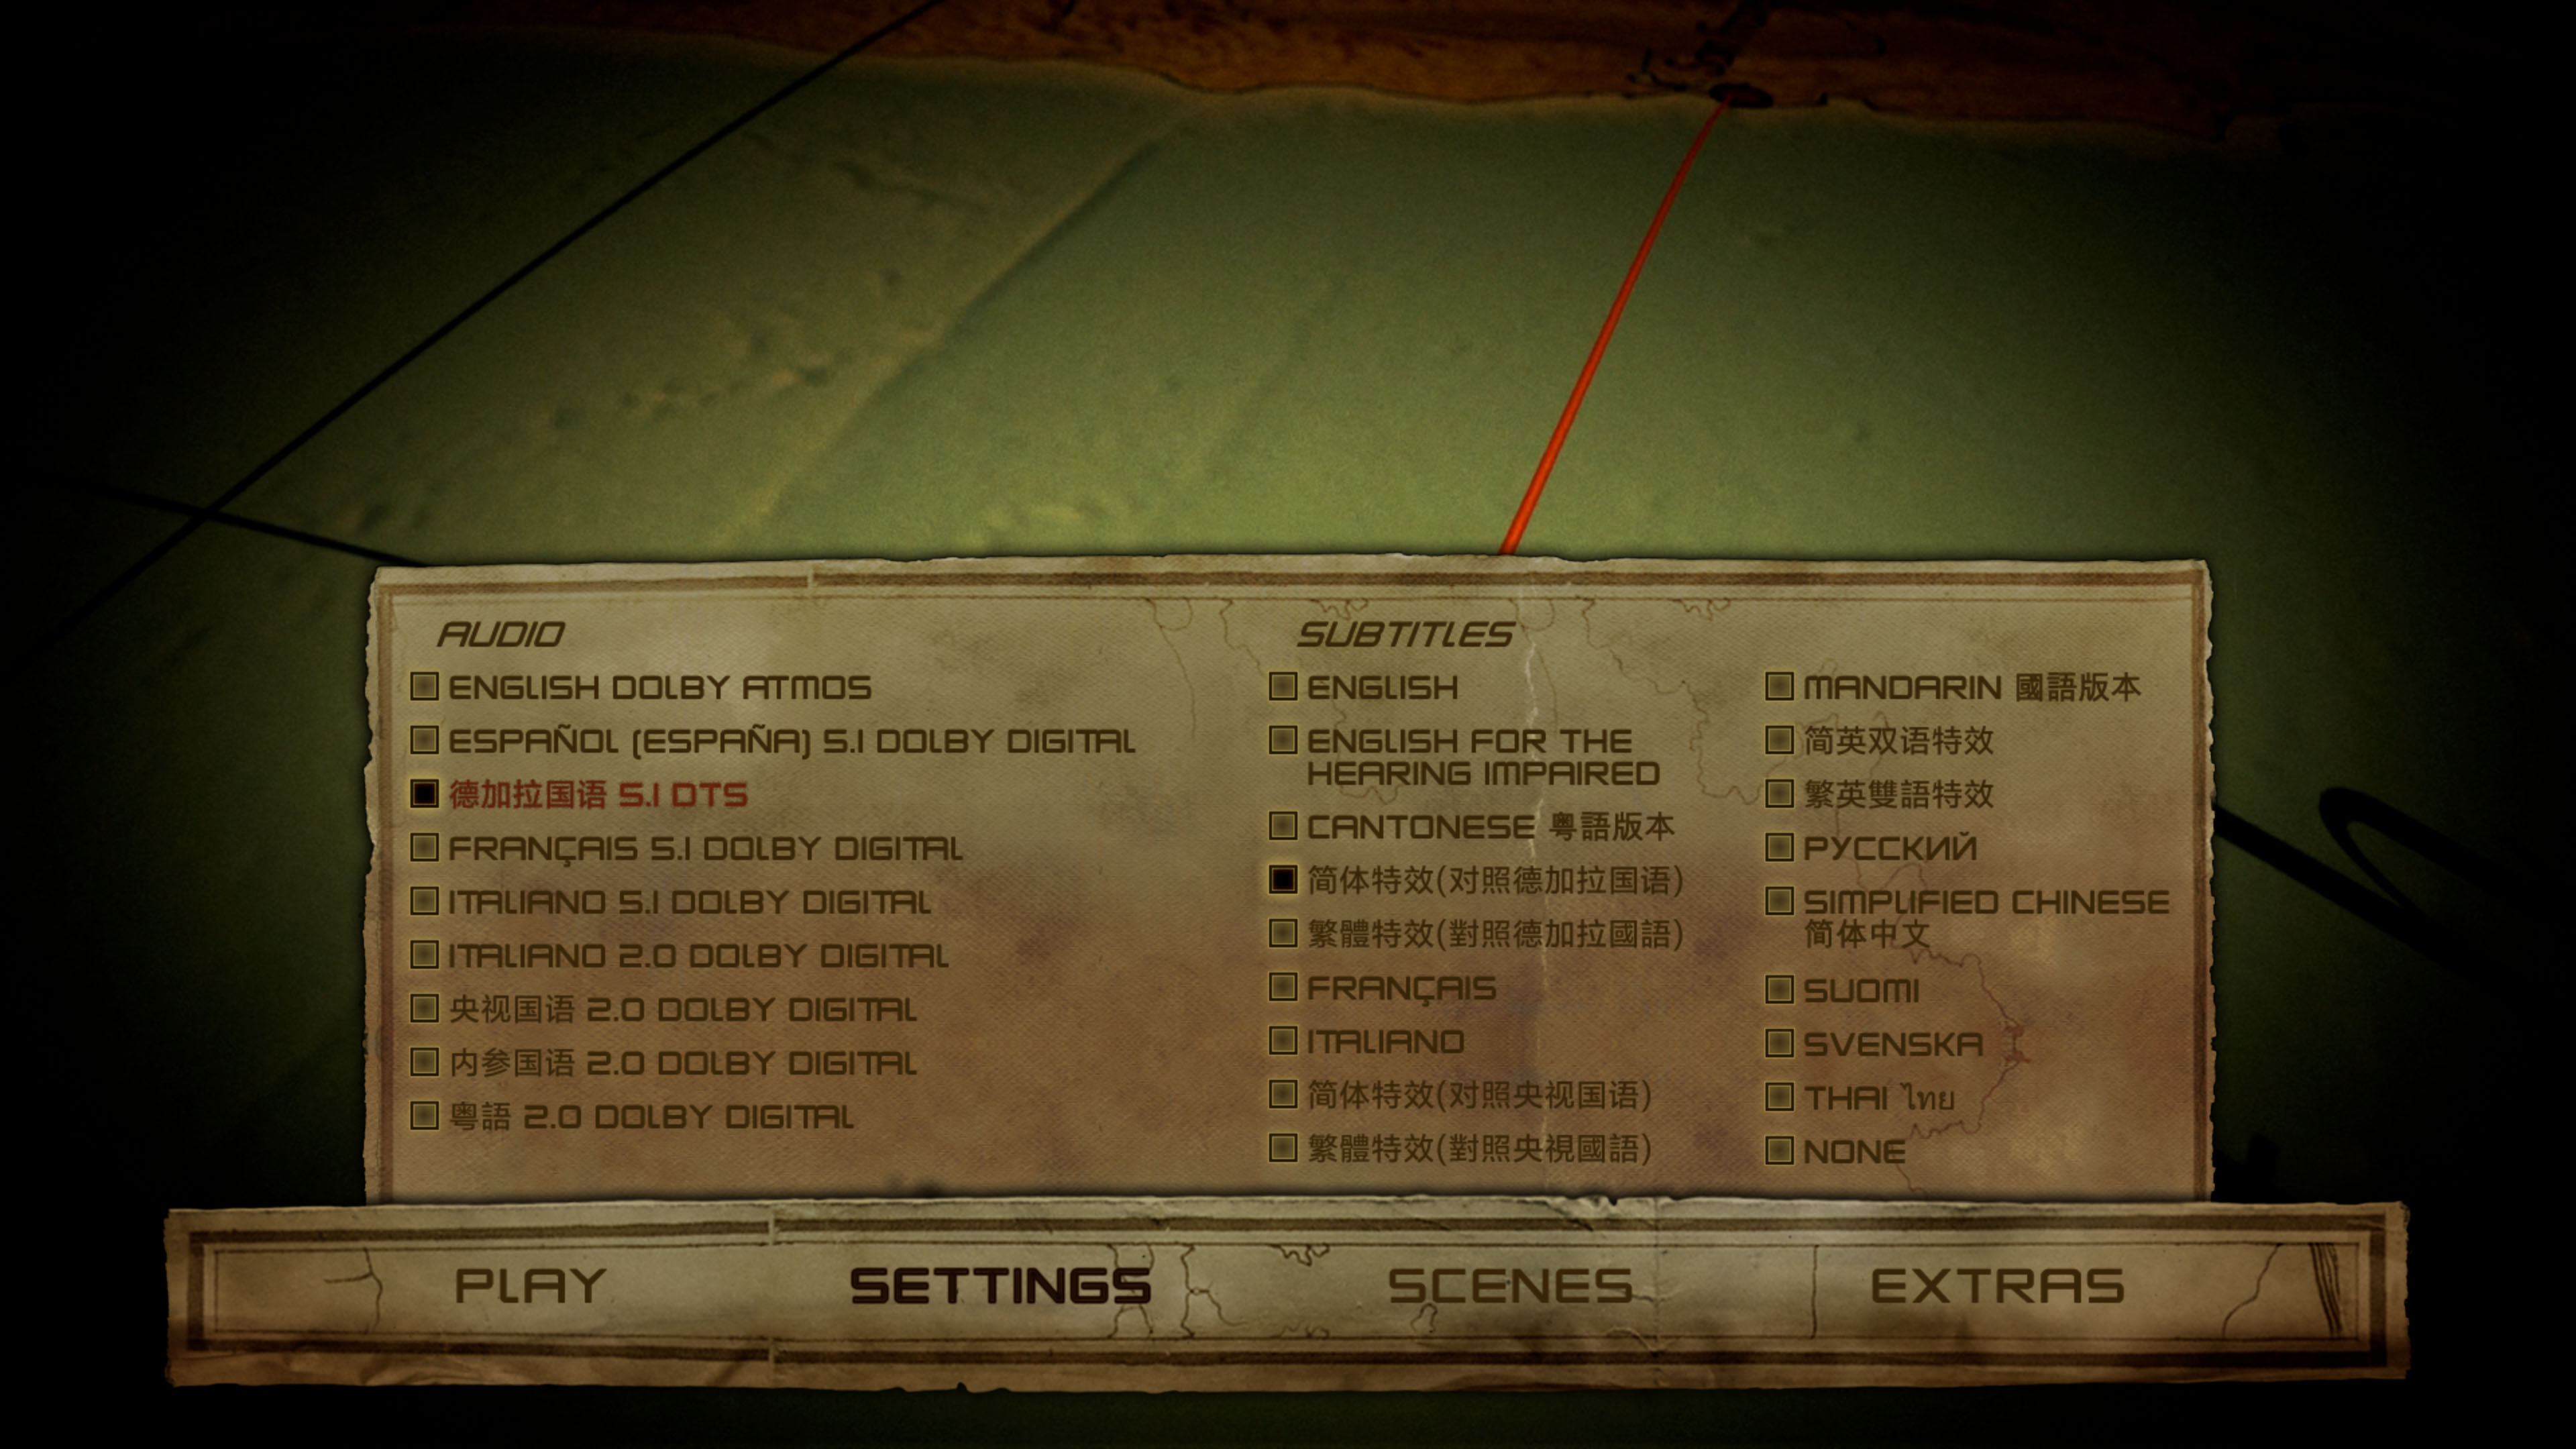 AUDIO
ENGLISH DOLBY ATMOS
ESPAÑOL (ESPAÑA) 5.1 DOLBY DIGITAL
德加拉国语 5.1 DTS
FRANÇAIS 5.1 DOLBY DIGITAL
ITALIANO 5.1 DOLBY DIGITAL
ITALIANO 2.0 DOLBY DIGITAL
央视国语 2.0 DOLBY DIGITAL
内参国语 2.0 DOLBY DIGITAL
粵語 2.0 DOLBY DIGITAL
SUBTITLES
ENGLISH
ENGLISH FOR THE
HEARING IMPAIRED
CANTONESE 粵語版本
简体特效(对照德加拉国语)
繁體特效(對照德加拉國語)
FRANÇAIS
ITALIANO
简体特效(对照央视国语)
繁體特效(對照央視國語)
MANDARIN 國語版本
简英双语特效
繁英雙語特效
РУССКИЙ
SIMPLIFIED CHINESE
简体中文
SUOMI
SVENSKA
THAI ไทย
NONE
PLAY
SETTINGS
SCENES
EXTRAS